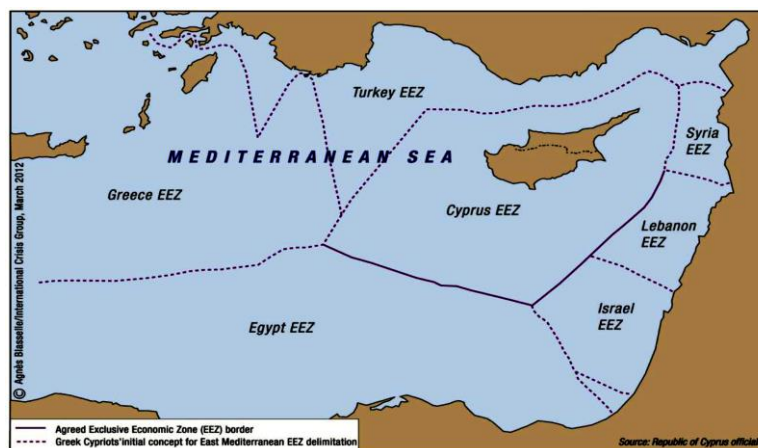 Turkey EEZ
Syria
EEZ
MEDITERRANEAN SEA
Greece EEZ
Cyprus EEZ
Lebanon
EEZ
Israel
EEZ
Egypt EEZ
© Agnès Blasselle/International Crisis Group, March 2012
Agreed Exclusive Economic Zone (EEZ) border
Greek Cypriots'initial concept for East Mediterranean EEZ delimitation
Source: Republic of Cyprus official